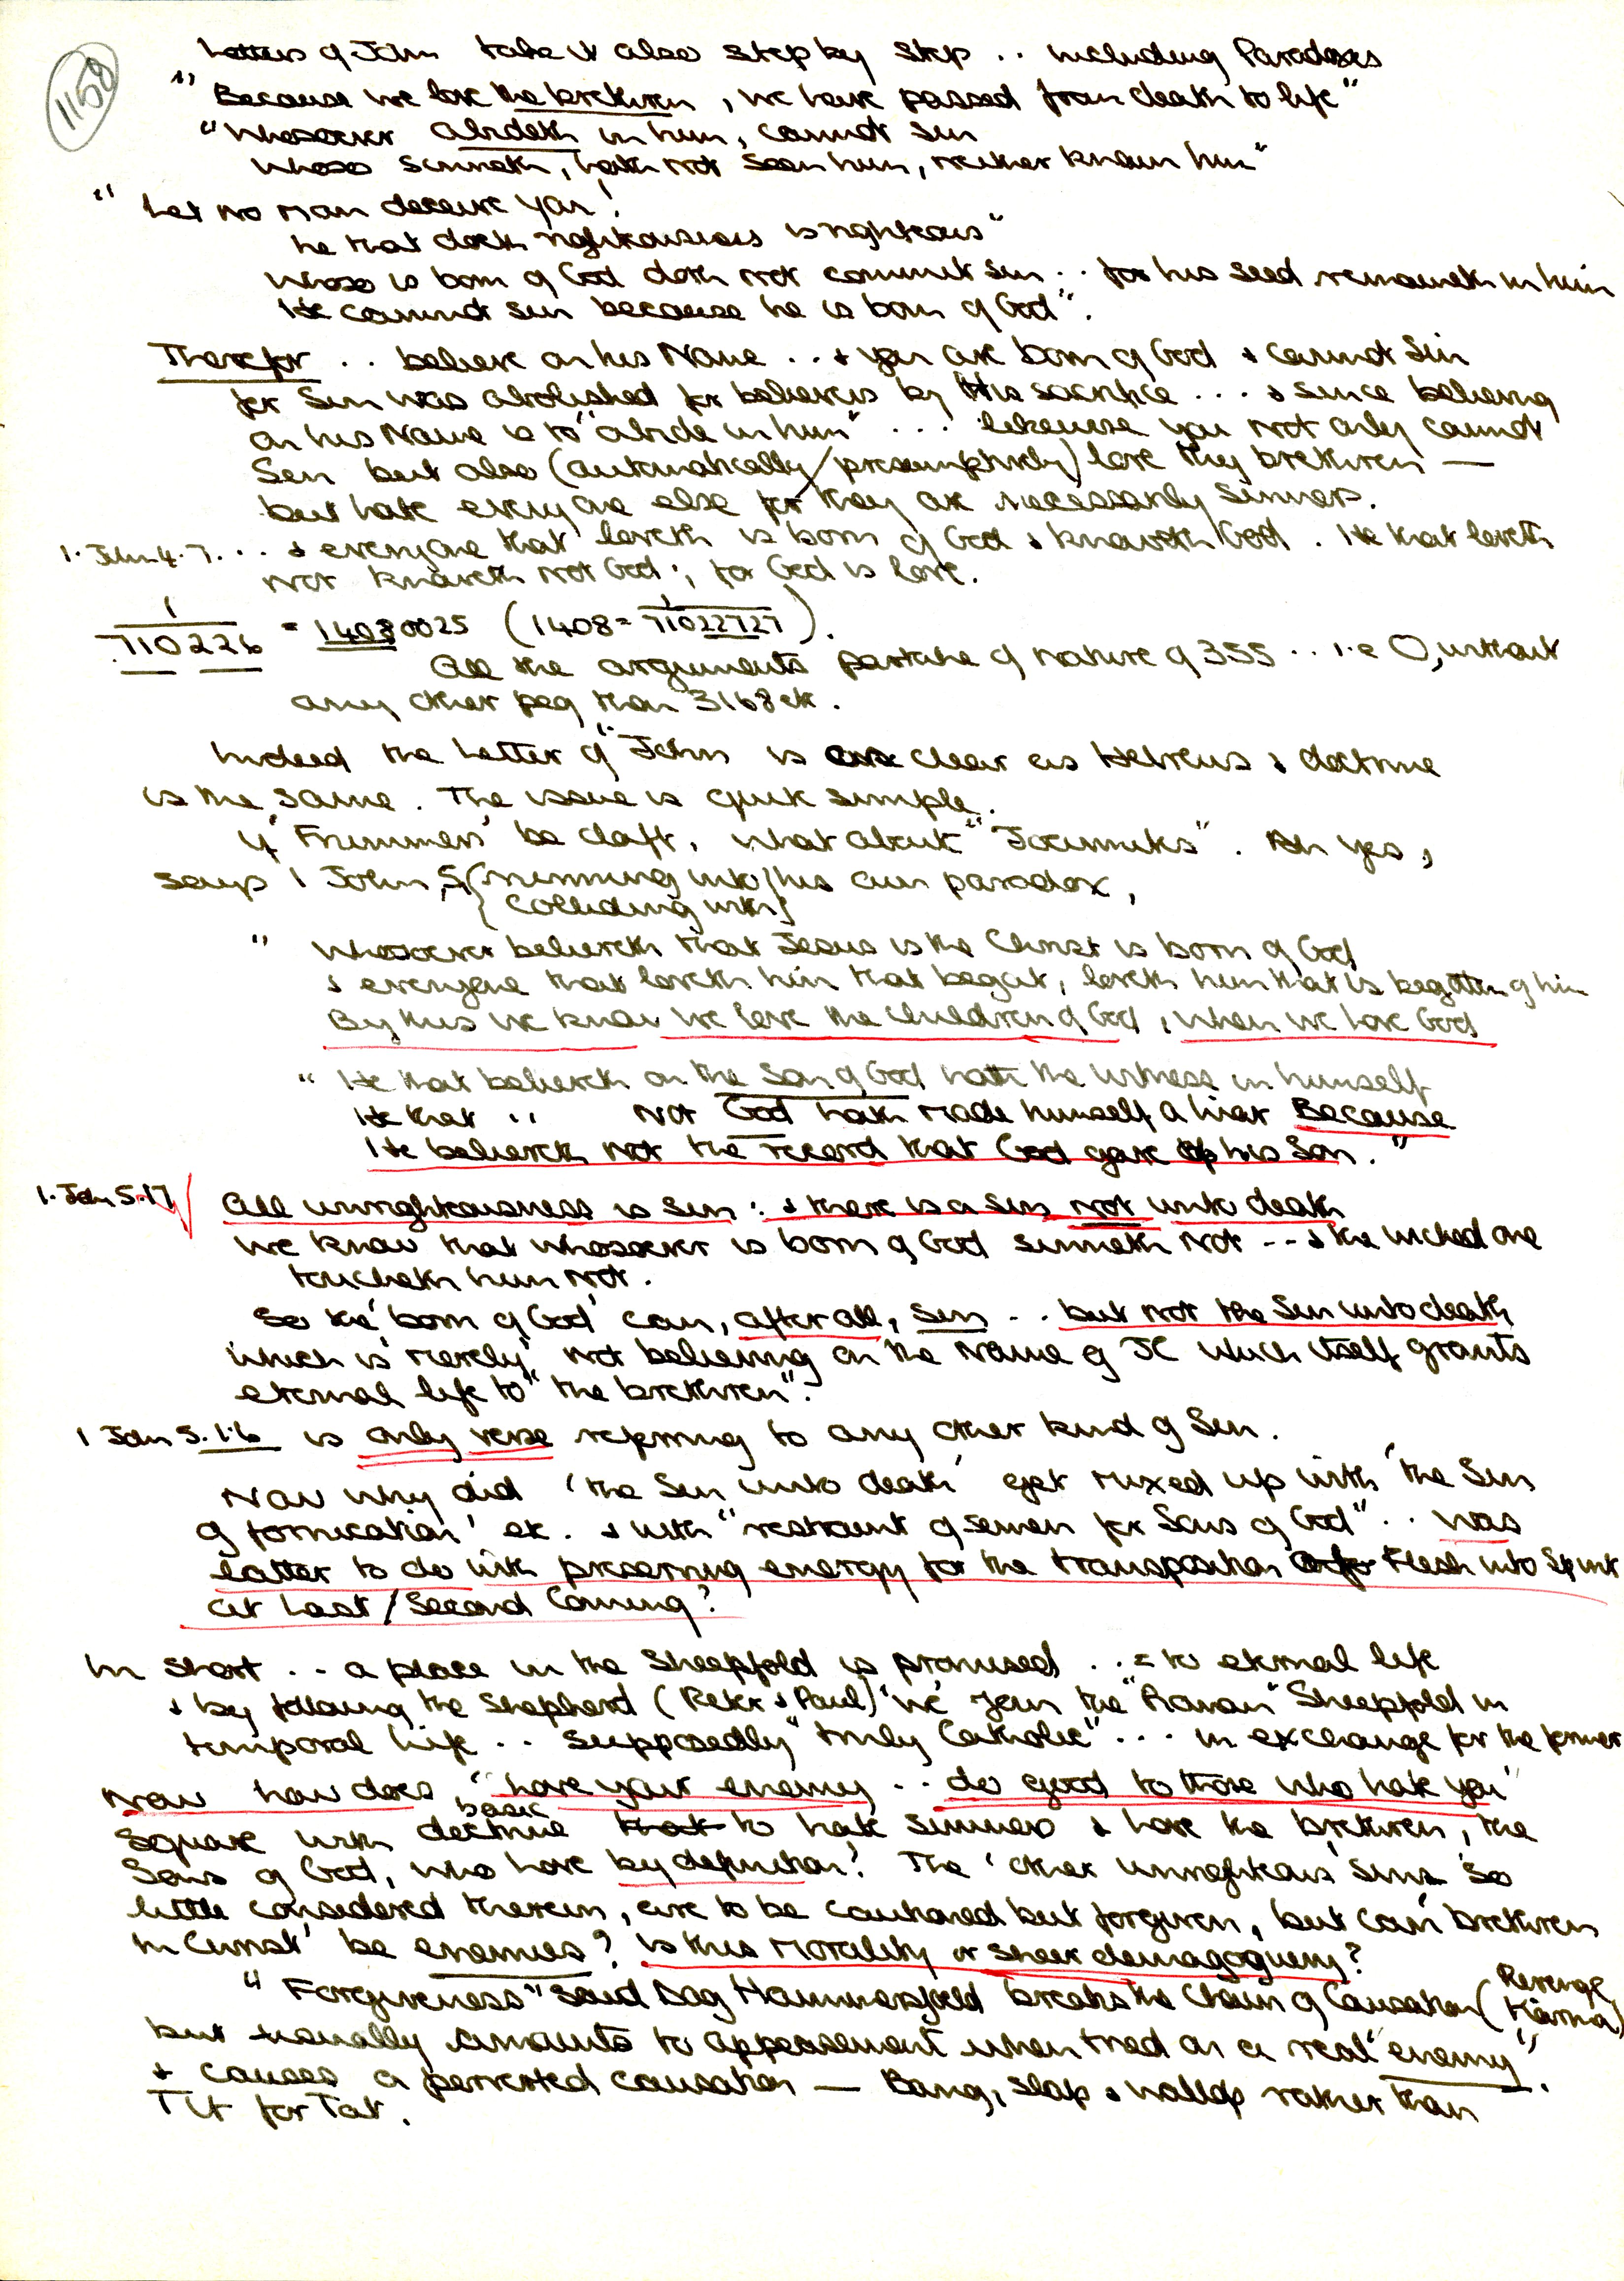 1158
Letters of John take it also step by step .. including Paradoxes
"Because we love the brethren, we have passed from death to life"
"Whosoever abideth in him, cannot sin
Whoso sinneth, hath not seen him, neither known him"
"Let no man deceive you!
he that doeth righteousness is righteous"
Whoso is born of God doth not commit sin .. for his seed remaineth in him
He cannot sin because he is born of God".
Therefor .. believe on his Name ... & you are born of God & cannot sin
for Sin was abolished for believers by His sacrifice ... & since believing
on his Name is to "abide in him" ... likewise you not only cannot
Sin but also (automatically/presumptively) love they brethren —
but hate everyone else for they are necessarily sinners.
1. John 4.7... & everyone that loveth is born of God & knoweth God. He that loveth
not knoweth not God; for God is love.
1/710226 = 14080025 (1408 = 1/71022727).
All the arguments partake of nature of 355 .. i.e O, without
any other peg than 3168 etc.
Indeed the Letter of John is as clear as Hebrews & doctrine
is the same. The issue is quite simple.
If 'Frummers' be daft, what about "". Ah yes,
says 1 John 5 {running into/colliding with} his own paradox,
"Whosoever believeth that Jesus is the Christ is born of God
& everyone that loveth him that begat, loveth him that is begotten of him
By this we know we love the children of God, when we love God
"He that believeth on the Son of God hath the witness in himself
He that " not God hath made himself a liar Because
He believeth not the record that God gave of his Son."
1. John 5.17 All unrighteousness is sin: & there is a sin not unto death
We know that whosoever is born of God sinneth not -- & the wicked one
toucheth him not.
So the 'born of God' can, after all, sin .. but not the sin unto death
which is 'merely' not believing on the Name of JC which itself grants
eternal life to "the brethren".
1 John 5.1.6 is only verse referring to any other kind of Sin.
Now why did 'the Sin unto death' get mixed up with 'the Sin
of fornication' etc. & with "restraint of semen for Sons of God" .. was
latter to do with preserving energy for the transposition of Flesh into Spirit
at Last/Second Coming?
In short .. a place in the Sheepfold is promised .. = to eternal life
& by following the Shepherd (Peter & Paul) 'we' join the "Roman" Sheepfold in
temporal life .. supposedly "truly Catholic" ... in exchange for the former
Now how does 'love your enemy .. do good to those who hate you'
square with basic doctrine that to hate sinners & love the brethren, the
Sons of God, who love by definition? The 'other unrighteous' sins so
little considered therein, are to be cautioned but forgiven, but can 'brethren
in Christ' be enemies? Is this morality or sheer demagoguery?
"Forgiveness" said Dag Hammersjold breaks the Chain of Causation (Revenge Karma)
but usually amounts to appeasement when tried on a real "enemy"
& causes a perverted causation — Bang, slap & wallop rather than
Tit for Tat.